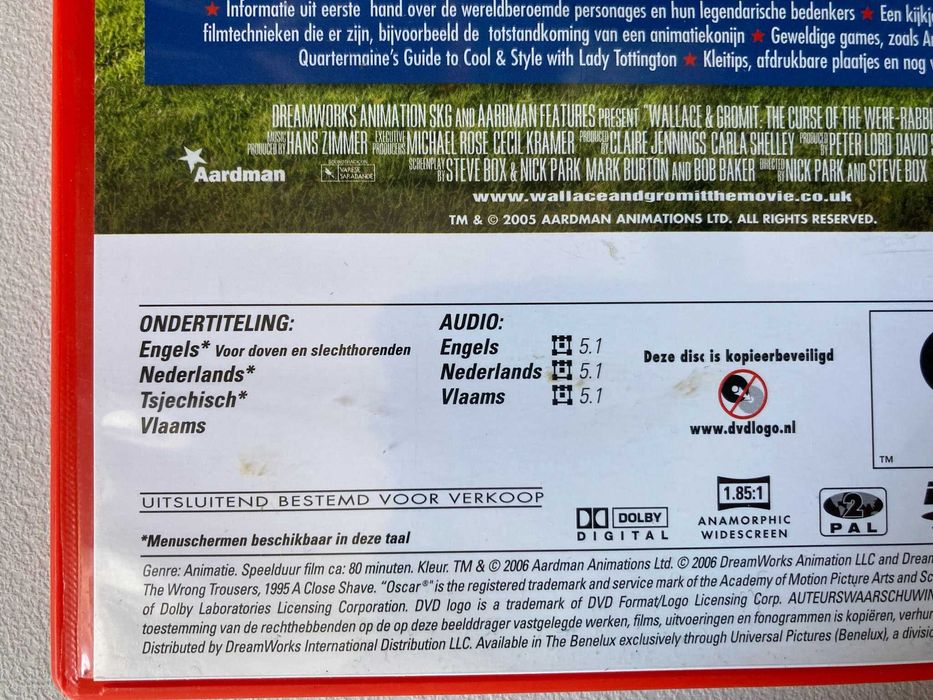 ★ Informatie uit eerste hand over de wereldberoemde personages en hun legendarische bedenkers ★ Een kijkj
filmtechnieken die er zijn, bijvoorbeeld de totstandkoming van een animatiekonijn ★ Geweldige games, zoals
Quartermaine's Guide to Cool & Style with Lady Tottington ★ Kleitips, afdrukbare plaatjes en nog
DREAMWORKS ANIMATION SKG AND AARDMAN FEATURES PRESENT "WALLACE & GROMIT. THE CURSE OF THE WERE-RABBI
MUSIC PRODUCED BY HANS ZIMMER EXECUTIVE PRODUCERS MICHAEL ROSE CECIL KRAMER PRODUCED BY CLAIRE JENNINGS CARLA SHELLEY PRODUCED BY PETER LORD DAVID S
SCREENPLAY BY STEVE BOX & NICK PARK MARK BURTON AND BOB BAKER DIRECTED BY NICK PARK AND STEVE BOX
Aardman
SOUNDTRACK ON VARESE SARABANDE
www.wallaceandgromitthemovie.co.uk
TM & © 2005 AARDMAN ANIMATIONS LTD. ALL RIGHTS RESERVED.
ONDERTITELING:
Engels* Voor doven en slechthorenden
Nederlands*
Tsjechisch*
Vlaams
AUDIO:
Engels 5.1
Nederlands 5.1
Vlaams 5.1
Deze disc is kopieerbeveiligd
www.dvdlogo.nl
TM
UITSLUITEND BESTEMD VOOR VERKOOP
*Menuschermen beschikbaar in deze taal
DOLBY
DIGITAL
1.85:1
ANAMORPHIC
WIDESCREEN
2
PAL
Genre: Animatie. Speelduur film ca: 80 minuten. Kleur. TM & © 2006 Aardman Animations Ltd. © 2006 DreamWorks Animation LLC and Dream
The Wrong Trousers, 1995 A Close Shave. "Oscar®" is the registered trademark and service mark of the Academy of Motion Picture Arts and Sc
of Dolby Laboratories Licensing Corporation. DVD logo is a trademark of DVD Format/Logo Licensing Corp. AUTEURSWAARSCHUWIN
toestemming van de rechthebbenden op de op deze beelddrager vastgelegde werken, films, uitvoeringen en fonogrammen is kopiëren, verhur
Distributed by DreamWorks International Distribution LLC. Available in The Benelux exclusively through Universal Pictures (Benelux), a divisio